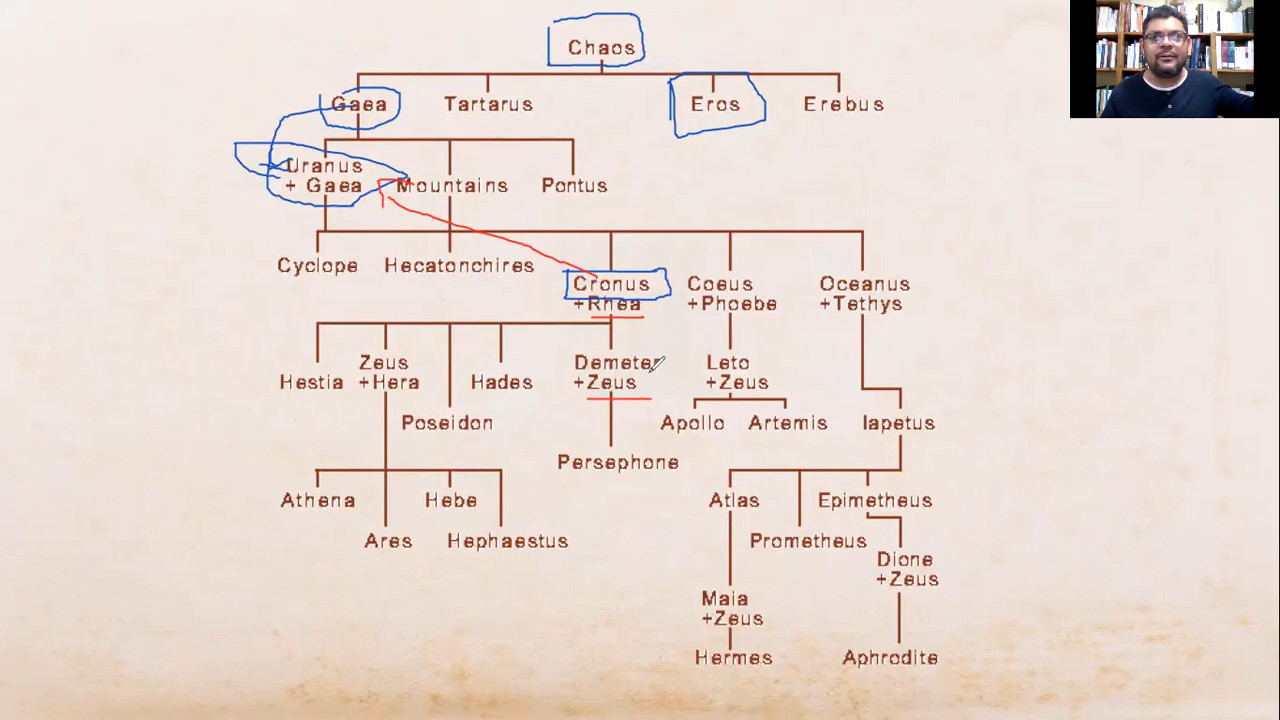 Chaos
Gaea Tartarus Eros Erebus
Uranus
+ Gaea Mountains Pontus
Cyclope Hecatonchires
Cronus Coeus Oceanus
+Rhea +Phoebe +Tethys
Zeus Demeter Leto
Hestia +Hera Hades +Zeus +Zeus
Poseidon Apollo Artemis Iapetus
Persephone
Athena Hebe Atlas Epimetheus
Ares Hephaestus Prometheus
Dione
+Zeus
Maia
+Zeus
Hermes Aphrodite